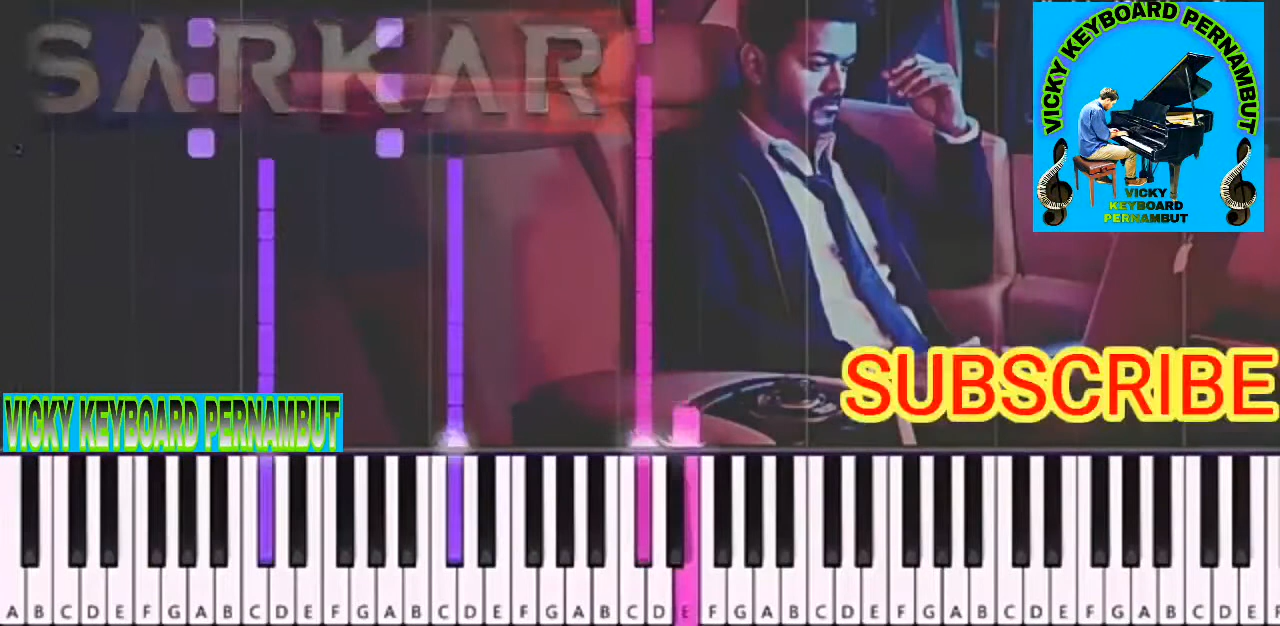 SARKAR
VICKY KEYBOARD PERNAMBUT
VICKY
KEYBOARD
PERNAMBUT
SUBSCRIBE
VICKY KEYBOARD PERNAMBUT
A B C D E F G A B C D E F G A B C D E F G A B C D E F G A B C D E F G A B C D E F G A B C D E F